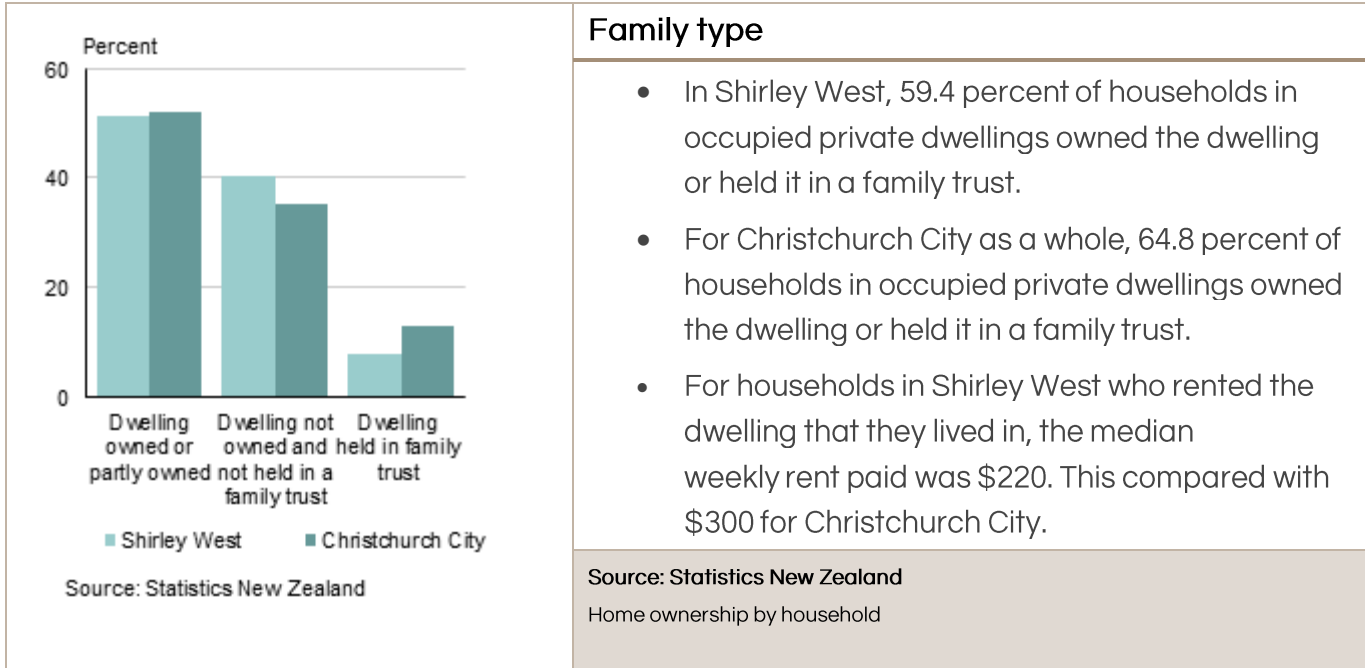 Percent
60
40
20
0
Dwelling owned or partly owned
Dwelling not owned and not held in a family trust
Dwelling held in family trust
Shirley West
Christchurch City
Source: Statistics New Zealand
Family type
• In Shirley West, 59.4 percent of households in
occupied private dwellings owned the dwelling
or held it in a family trust.
• For Christchurch City as a whole, 64.8 percent of
households in occupied private dwellings owned
the dwelling or held it in a family trust.
• For households in Shirley West who rented the
dwelling that they lived in, the median
weekly rent paid was $220. This compared with
$300 for Christchurch City.
Source: Statistics New Zealand
Home ownership by household